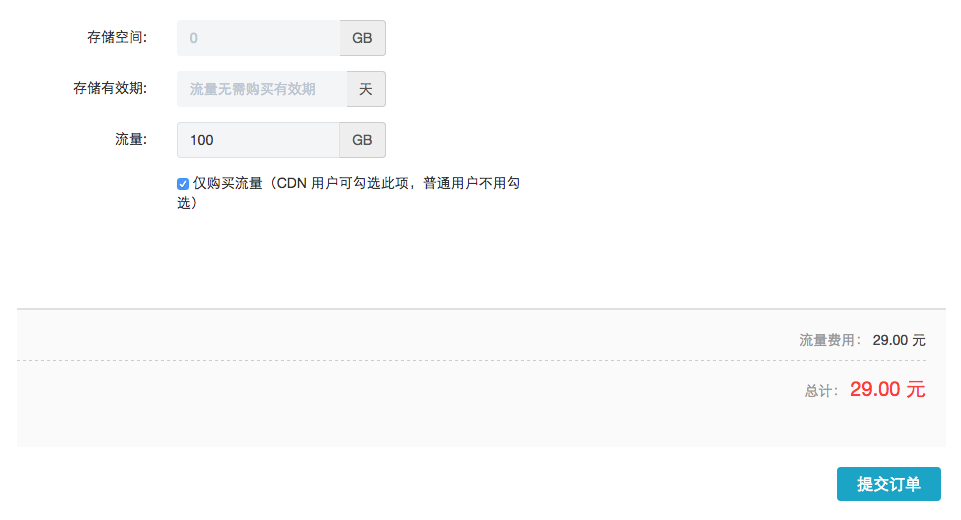 存储空间: 0 GB
存储有效期: 流量无需购买有效期 天
流量: 100 GB
仅购买流量（CDN 用户可勾选此项，普通用户不用勾
选）
流量费用: 29.00 元
总计: 29.00 元
提交订单